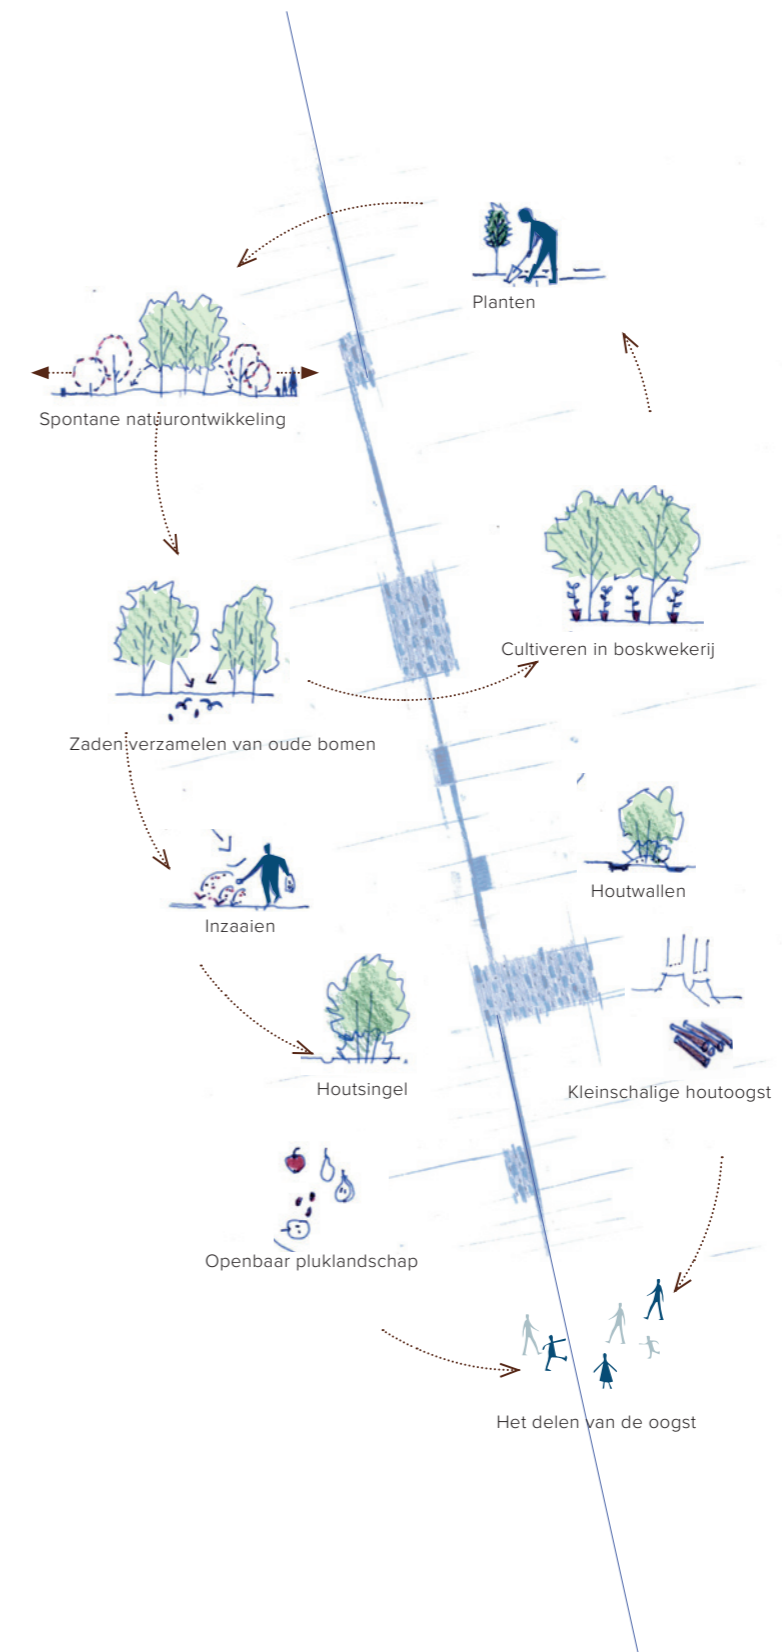 Planten
Spontane natuurontwikkeling
Cultiveren in boskwekerij
Zaden verzamelen van oude bomen
Houtwallen
Inzaaien
Houtsingel
Kleinschalige houtoogst
Openbaar pluklandschap
Het delen van de oogst